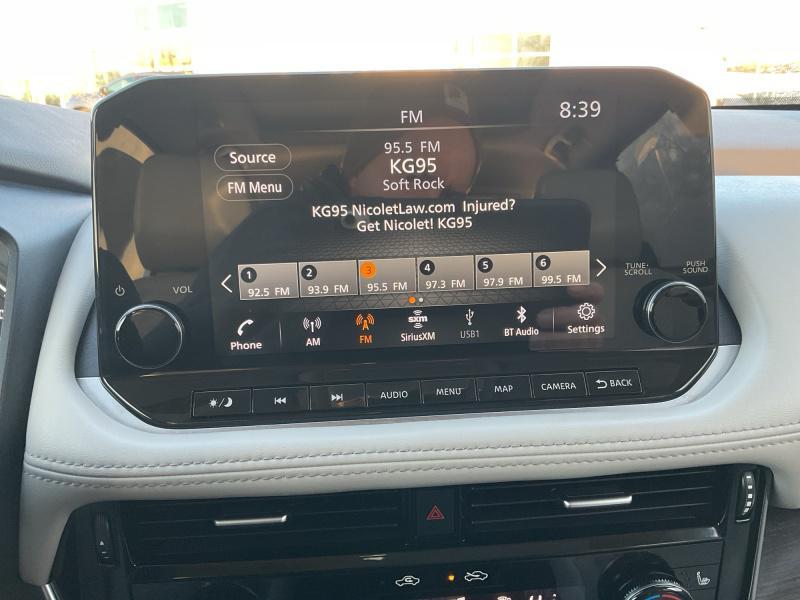 FM
8:39
Source
FM Menu
95.5 FM
KG95
Soft Rock
KG95 NicoletLaw.com Injured?
Get Nicolet! KG95
1 2 3 4 5 6
92.5 FM 93.9 FM 95.5 FM 97.3 FM 97.9 FM 99.5 FM
VOL
TUNE·SCROLL
PUSH SOUND
Phone AM FM sxm SiriusXM USB1 BT Audio Settings
AUDIO MENU MAP CAMERA BACK